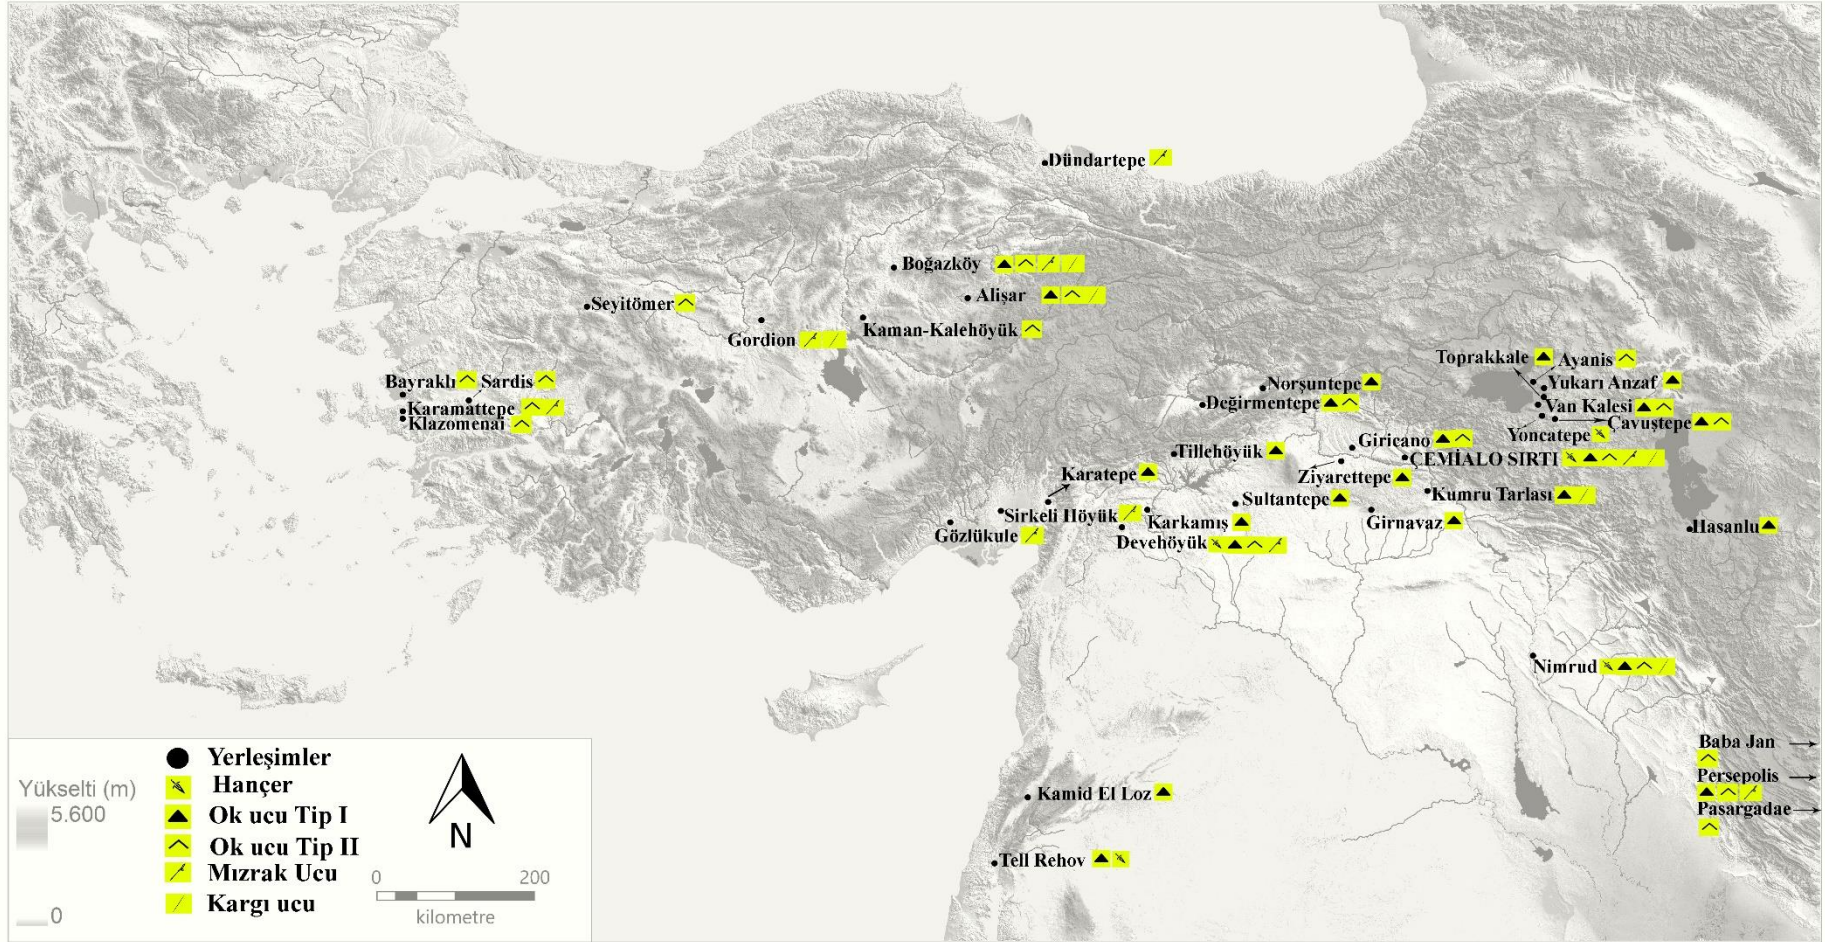 Dündartepe
Boğazköy
Alişar
Seyitömer
Kaman-Kalehöyük
Gordion
Toprakkale
Ayanis
Bayraklı
Sardis
Norşuntepe
Yukarı Anzaf
Karamattepe
Değirmentepe
Van Kalesi
Klazomenai
Çavuştepe
Yoncatepe
Giricano
Tillehöyük
CEMİALO SIRTI
Karatepe
Ziyarettepe
Sultantepe
Kumru Tarlası
Sirkeli Höyük
Karkamış
Girnavaz
Hasanlu
Gözlükule
Devehöyük
Nimrud
Baba Jan
Persepolis
Pasargadae
Kamid El Loz
Tell Rehov
Yükselti (m)
5.600
0
Yerleşimler
Hançer
Ok ucu Tip I
Ok ucu Tip II
Mızrak Ucu
Kargı ucu
N
0 200
kilometre